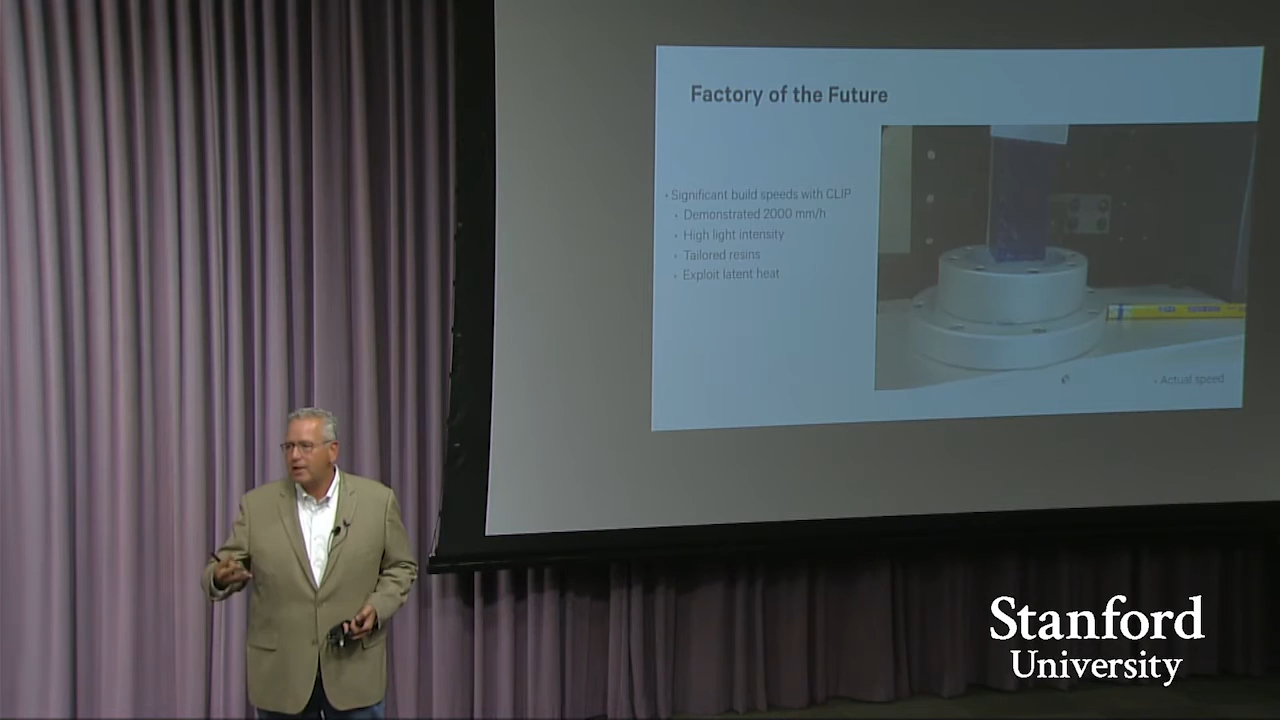 Factory of the Future
• Significant build speeds with CLIP
• Demonstrated 2000 mm/h
• High light intensity
• Tailored resins
• Exploit latent heat
• Actual speed
Stanford
University